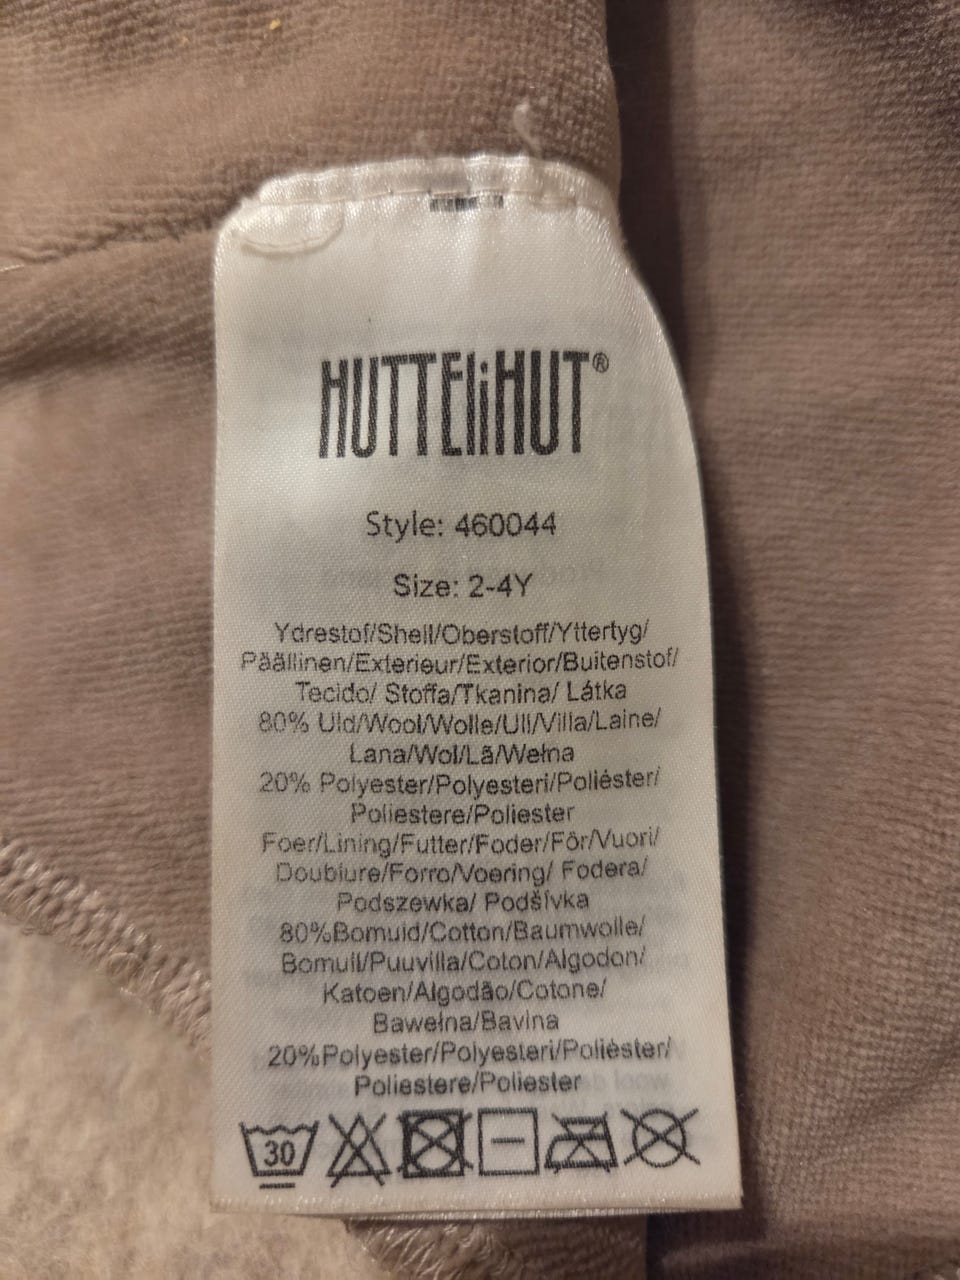 HUTTEliHUT®
Style: 460044
Size: 2-4Y
Ydrestof/Shell/Oberstoff/Yttertyg/
Päällinen/Exterieur/Exterior/Buitenstof/
Tecido/ Stoffa/Tkanina/ Látka
80% Uld/Wool/Wolle/Ull/Villa/Laine/
Lana/Wol/Lã/Wełna
20% Polyester/Polyesteri/Poliéster/
Poliestere/Poliester
Foer/Lining/Futter/Foder/Fôr/Vuori/
Doublure/Forro/Voering/ Fodera/
Podszewka/ Podšívka
80%Bomuld/Cotton/Baumwolle/
Bomull/Puuvilla/Coton/Algodon/
Katoen/Algodão/Cotone/
Bawełna/Bavlna
20%Polyester/Polyesteri/Poliéster/
Poliestere/Poliester
30